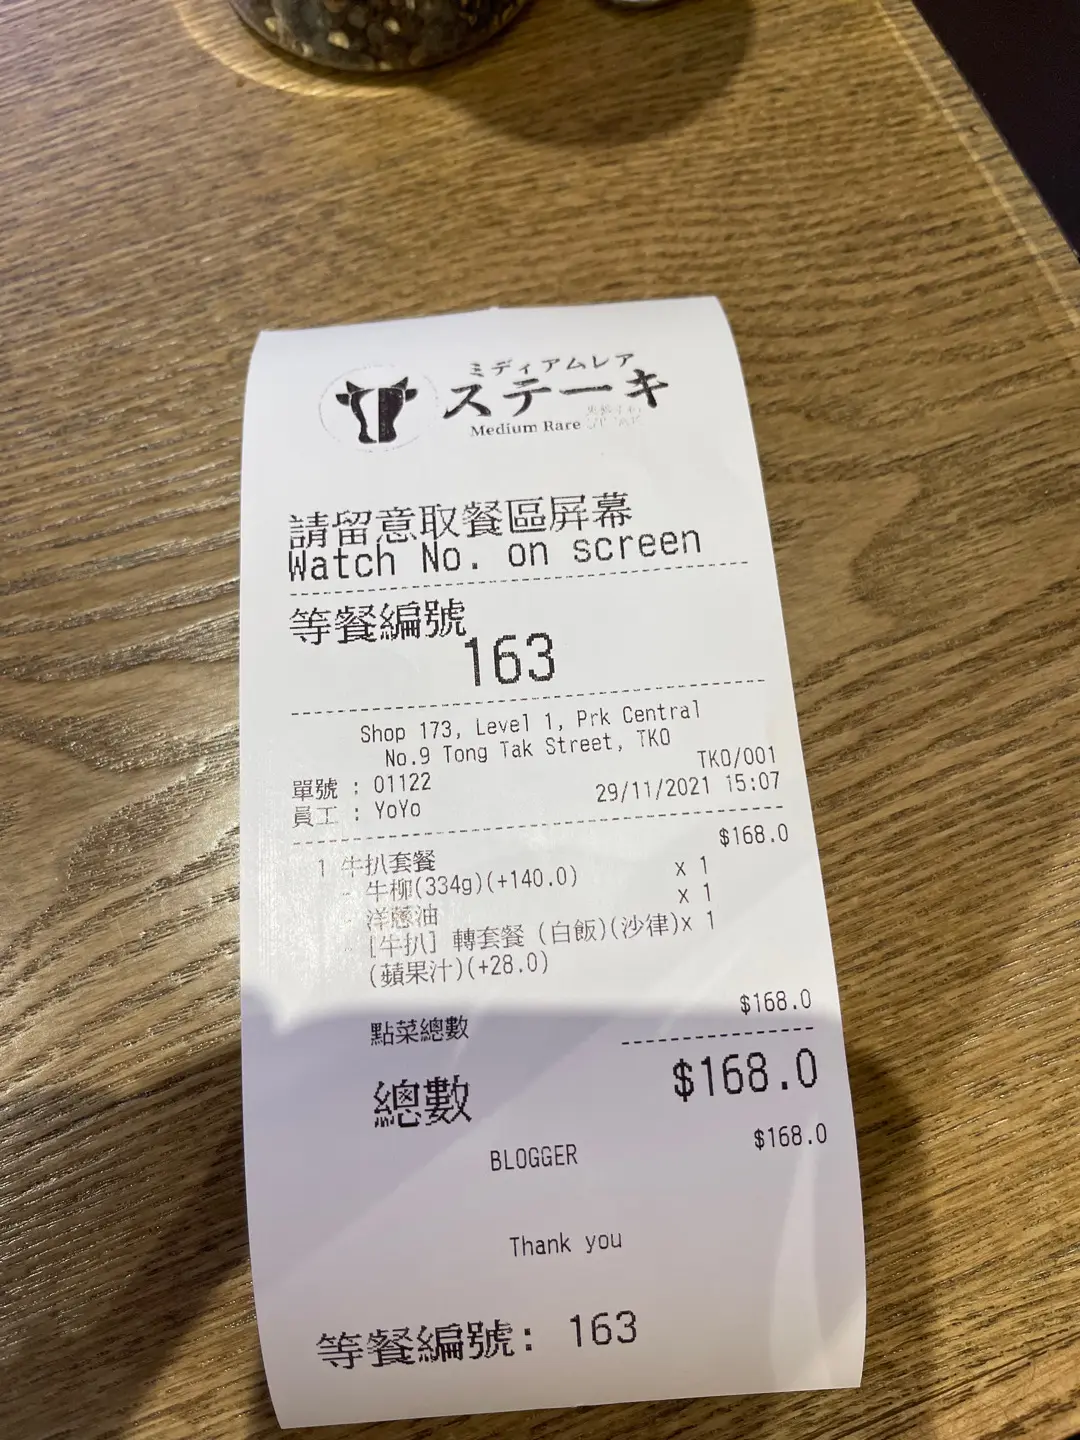 ミディアムレア
ステーキ
Medium Rare
請留意取餐區屏幕
Watch No. on screen
等餐編號
163
Shop 173, Level 1, Prk Central
No.9 Tong Tak Street, TKO
TKO/001
單號 : 01122
29/11/2021 15:07
員工 : YoYo
$168.0
1 牛扒套餐
- 牛柳(334g)(+140.0) x 1
- 洋蔥油 x 1
- [牛扒] 轉套餐 (白飯)(沙律)x 1
(蘋果汁)(+28.0)
點菜總數 $168.0
總數 $168.0
BLOGGER $168.0
Thank you
等餐編號: 163